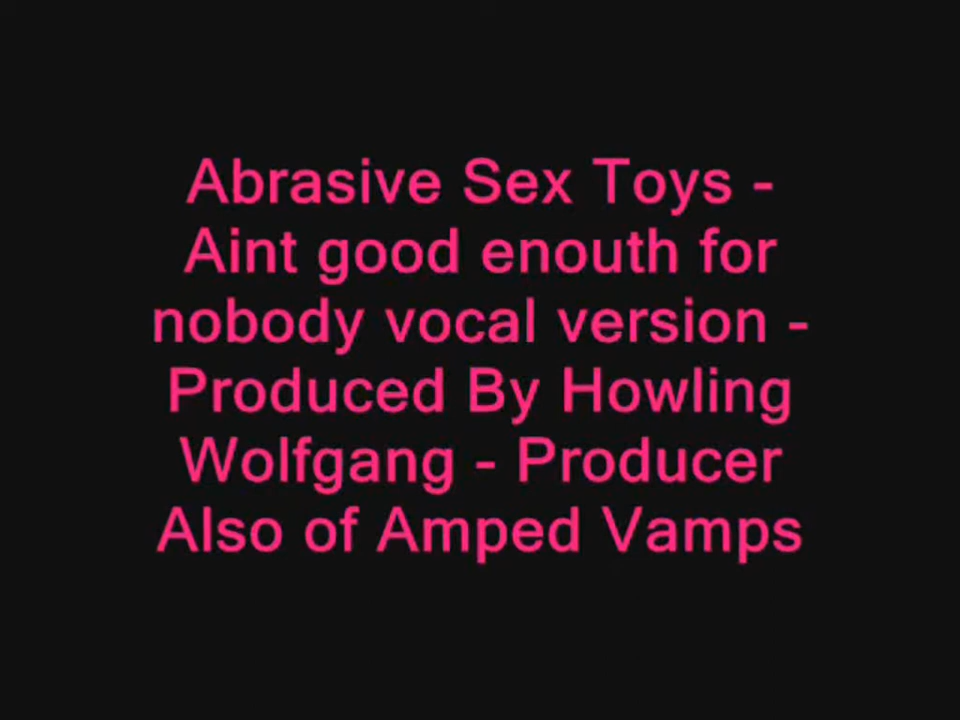 Abrasive Sex Toys -
Aint good enouth for
nobody vocal version -
Produced By Howling
Wolfgang - Producer
Also of Amped Vamps